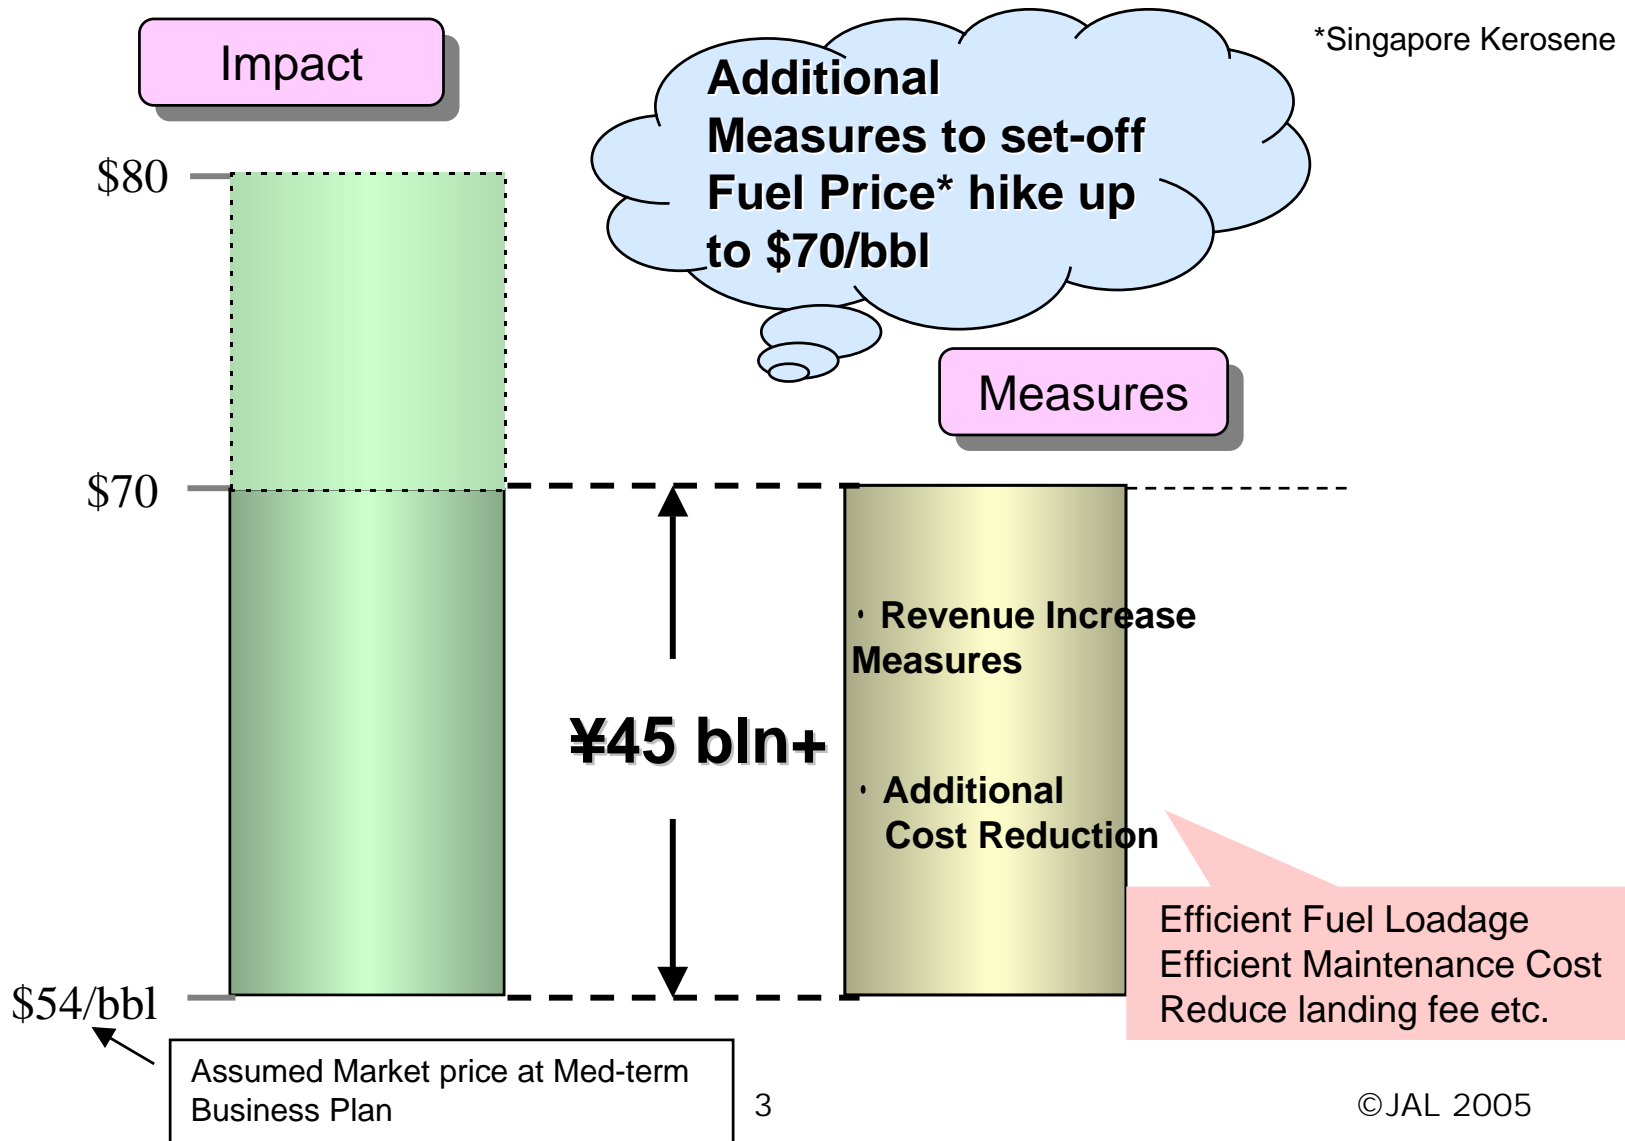 Impact
*Singapore Kerosene
Additional
Measures to set-off
Fuel Price* hike up
to $70/bbl
$80
Measures
$70
· Revenue Increase
Measures
¥45 bln+
· Additional
Cost Reduction
Efficient Fuel Loadage
Efficient Maintenance Cost
Reduce landing fee etc.
$54/bbl
Assumed Market price at Med-term
Business Plan
3
©JAL 2005